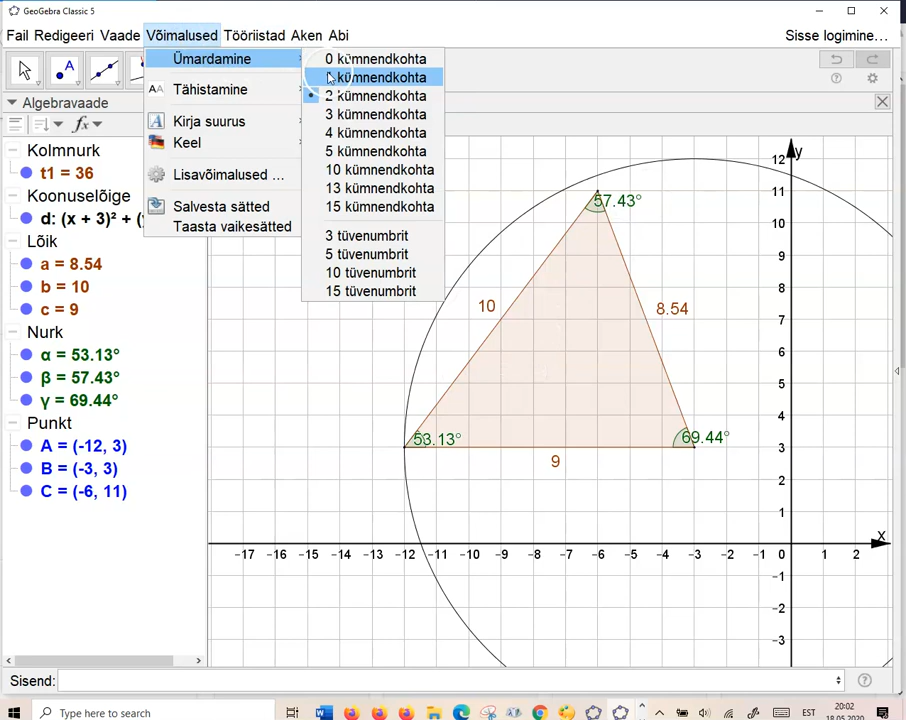 GeoGebra Classic 5
Fail Redigeeri Vaade Võimalused Tööriistad Aken Abi
Sisse logimine...
Ümardamine
Tähistamine
Kirja suurus
Keel
Lisavõimalused ...
Salvesta sätted
Taasta vaikesätted
0 kümnendkohta
kümnendkohta
2 kümnendkohta
3 kümnendkohta
4 kümnendkohta
5 kümnendkohta
10 kümnendkohta
13 kümnendkohta
15 kümnendkohta
3 tüvenumbrit
5 tüvenumbrit
10 tüvenumbrit
15 tüvenumbrit
Algebravaade
Kolmnurk
t1 = 36
Koonuselõige
d: (x + 3)² + (
Lõik
a = 8.54
b = 10
c = 9
Nurk
α = 53.13°
β = 57.43°
γ = 69.44°
Punkt
A = (-12, 3)
B = (-3, 3)
C = (-6, 11)
57.43°
10
8.54
53.13°
69.44°
9
y
12
11
10
9
8
7
6
5
4
3
2
1
x
-17 -16 -15 -14 -13 -12 -11 -10 -9 -8 -7 -6 -5 -4 -3 -2 -1 0 1 2
-1
-2
-3
Sisend:
Type here to search
EST
20:02
18.05.2020